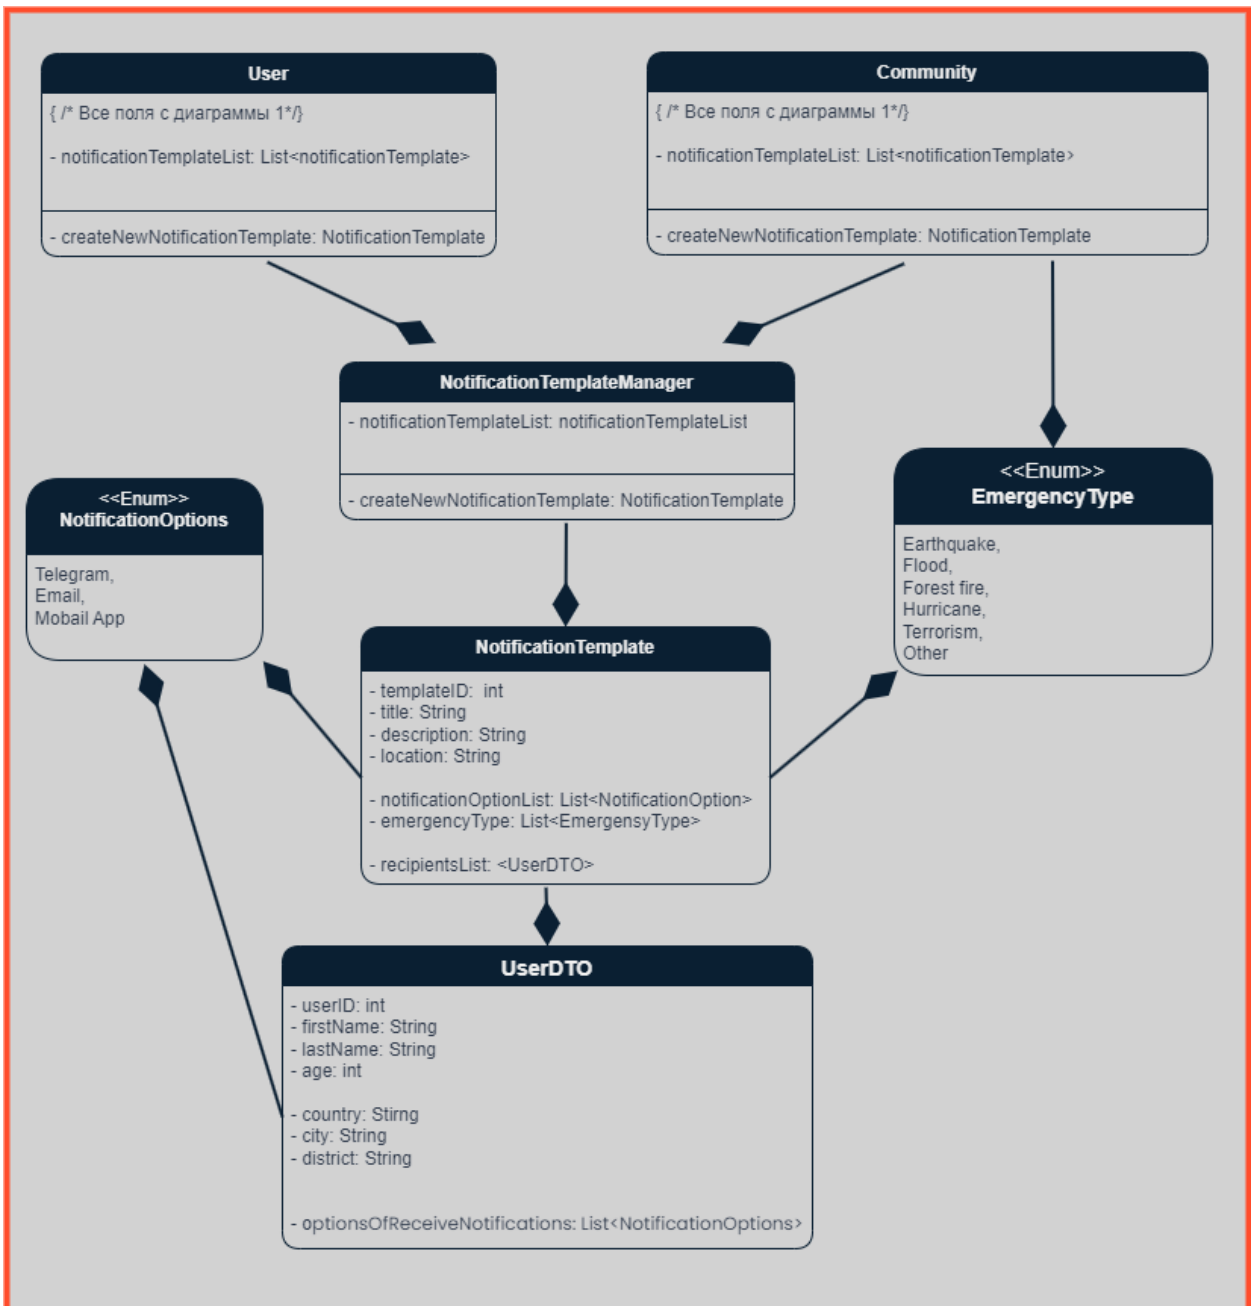 User
{ /* Все поля с диаграммы 1*/}
- notificationTemplateList: List<notificationTemplate>
- createNewNotificationTemplate: NotificationTemplate
Community
{ /* Все поля с диаграммы 1*/}
- notificationTemplateList: List<notificationTemplate>
- createNewNotificationTemplate: NotificationTemplate
NotificationTemplateManager
- notificationTemplateList: notificationTemplateList
- createNewNotificationTemplate: NotificationTemplate
<<Enum>>
NotificationOptions
Telegram,
Email,
Mobail App
<<Enum>>
EmergencyType
Earthquake,
Flood,
Forest fire,
Hurricane,
Terrorism,
Other
NotificationTemplate
- templateID:  int
- title: String
- description: String
- location: String
- notificationOptionList: List<NotificationOption>
- emergencyType: List<EmergensyType>
- recipientsList: <UserDTO>
UserDTO
- userID: int
- firstName: String
- lastName: String
- age: int
- country: Stirng
- city: String
- district: String
- optionsOfReceiveNotifications: List<NotificationOptions>